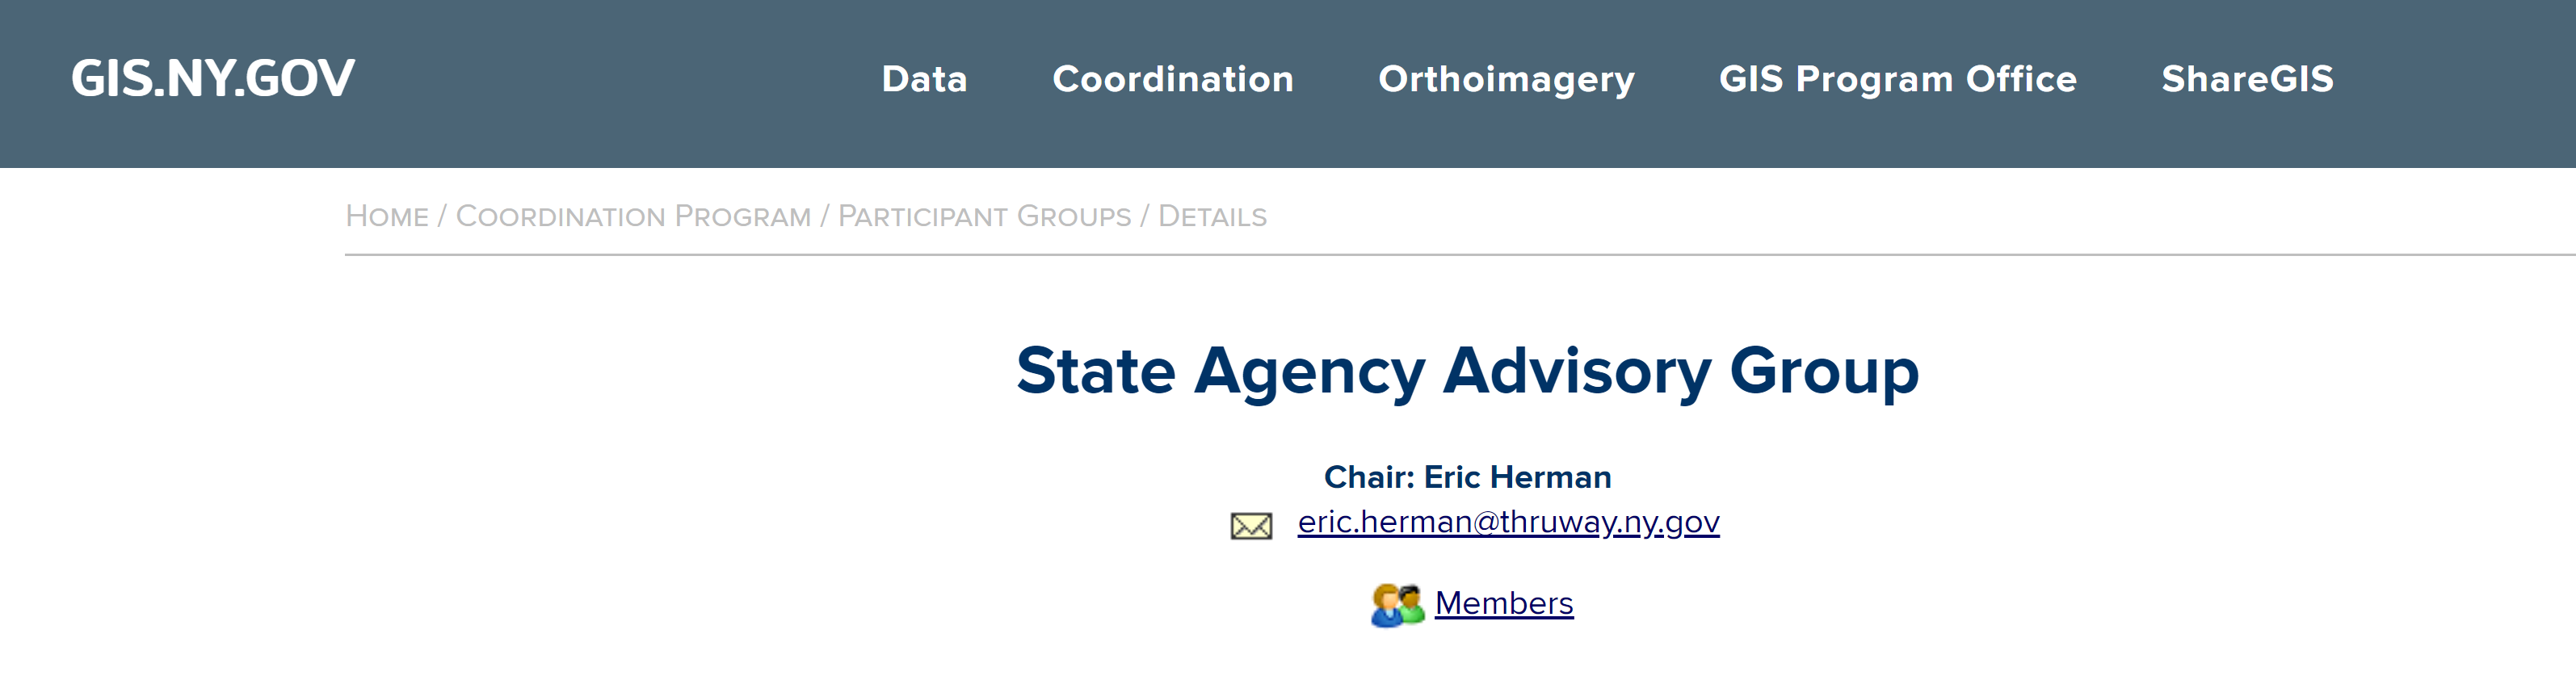 GIS.NY.GOV Data Coordination Orthoimagery GIS Program Office ShareGIS
Home / Coordination Program / Participant Groups / Details
State Agency Advisory Group
Chair: Eric Herman
eric.herman@thruway.ny.gov
Members